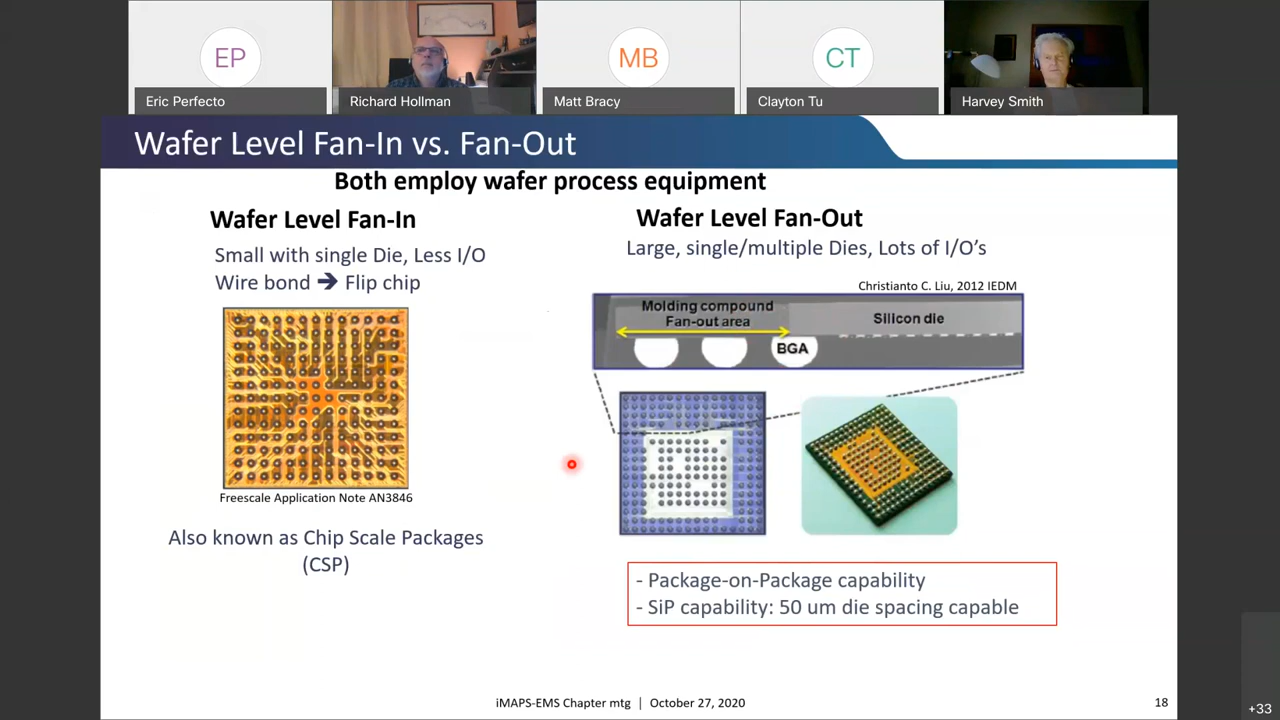 EP
MB
CT
Eric Perfecto
Richard Hollman
Matt Bracy
Clayton Tu
Harvey Smith
Wafer Level Fan-In vs. Fan-Out
Both employ wafer process equipment
Wafer Level Fan-In
Small with single Die, Less I/O
Wire bond 🡲 Flip chip
Freescale Application Note AN3846
Also known as Chip Scale Packages
(CSP)
Wafer Level Fan-Out
Large, single/multiple Dies, Lots of I/O’s
Christianto C. Liu, 2012 IEDM
Molding compound
Fan-out area
Silicon die
BGA
- Package-on-Package capability
- SiP capability: 50 um die spacing capable
iMAPS-EMS Chapter mtg | October 27, 2020
18
+33